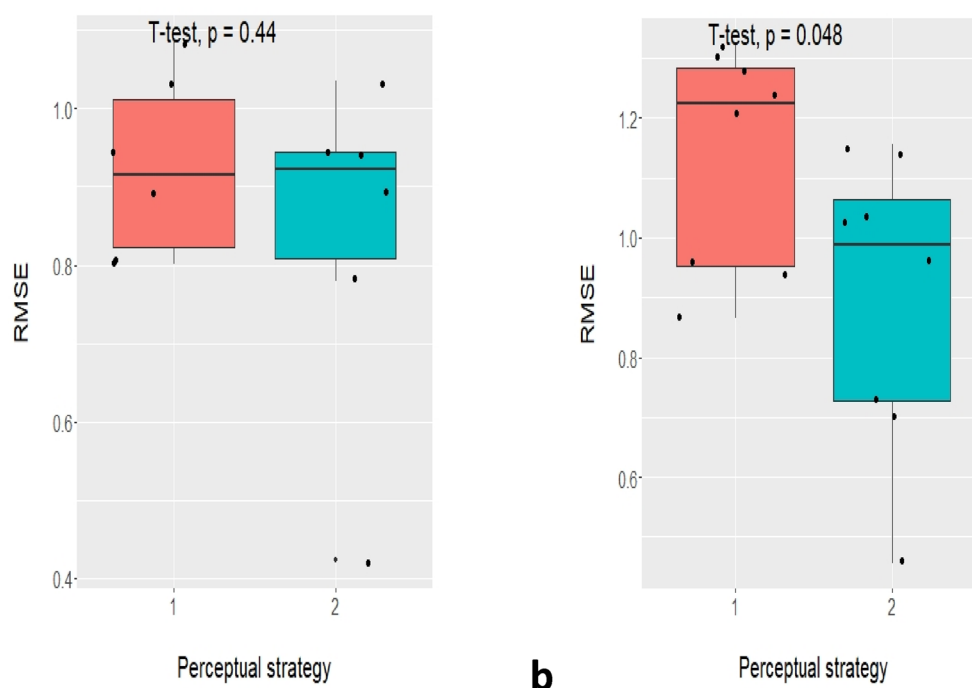 T-test, p = 0.44
1.0
0.8
0.6
0.4
RMSE
1
2
Perceptual strategy
b
T-test, p = 0.048
1.2
1.0
0.8
0.6
RMSE
1
2
Perceptual strategy